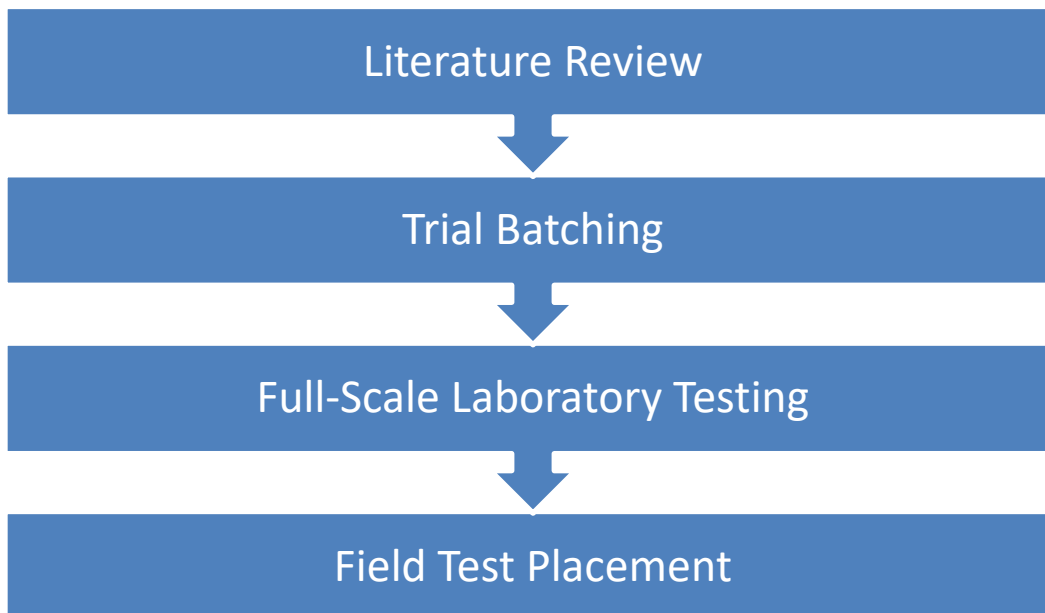 Literature Review
Trial Batching
Full-Scale Laboratory Testing
Field Test Placement